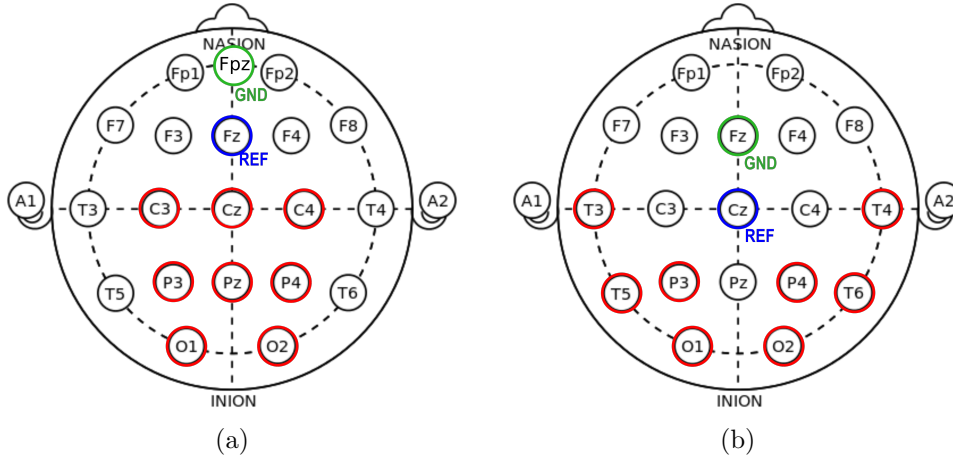 NASION
Fp1 Fpz Fp2
GND
F7 F3 Fz F4 F8
REF
A1 T3 C3 Cz C4 T4 A2
T5 P3 Pz P4 T6
O1 O2
INION
(a)
NASION
Fp1 Fp2
F7 F3 Fz F4 F8
GND
A1 T3 C3 Cz C4 T4 A2
REF
T5 P3 Pz P4 T6
O1 O2
INION
(b)